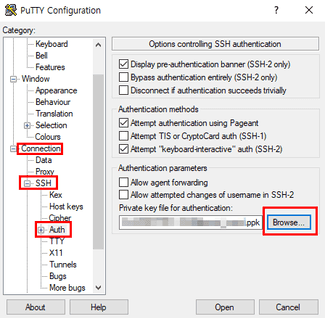 PuTTY Configuration
Category:
Keyboard
Bell
Features
Window
Appearance
Behaviour
Translation
Selection
Colours
Connection
Data
Proxy
SSH
Kex
Host keys
Cipher
Auth
TTY
X11
Tunnels
Bugs
More bugs
Options controlling SSH authentication
Display pre-authentication banner (SSH-2 only)
Bypass authentication entirely (SSH-2 only)
Disconnect if authentication succeeds trivially
Authentication methods
Attempt authentication using Pageant
Attempt TIS or CryptoCard auth (SSH-1)
Attempt "keyboard-interactive" auth (SSH-2)
Authentication parameters
Allow agent forwarding
Allow attempted changes of username in SSH-2
Private key file for authentication:
.ppk Browse...
About Help Open Cancel